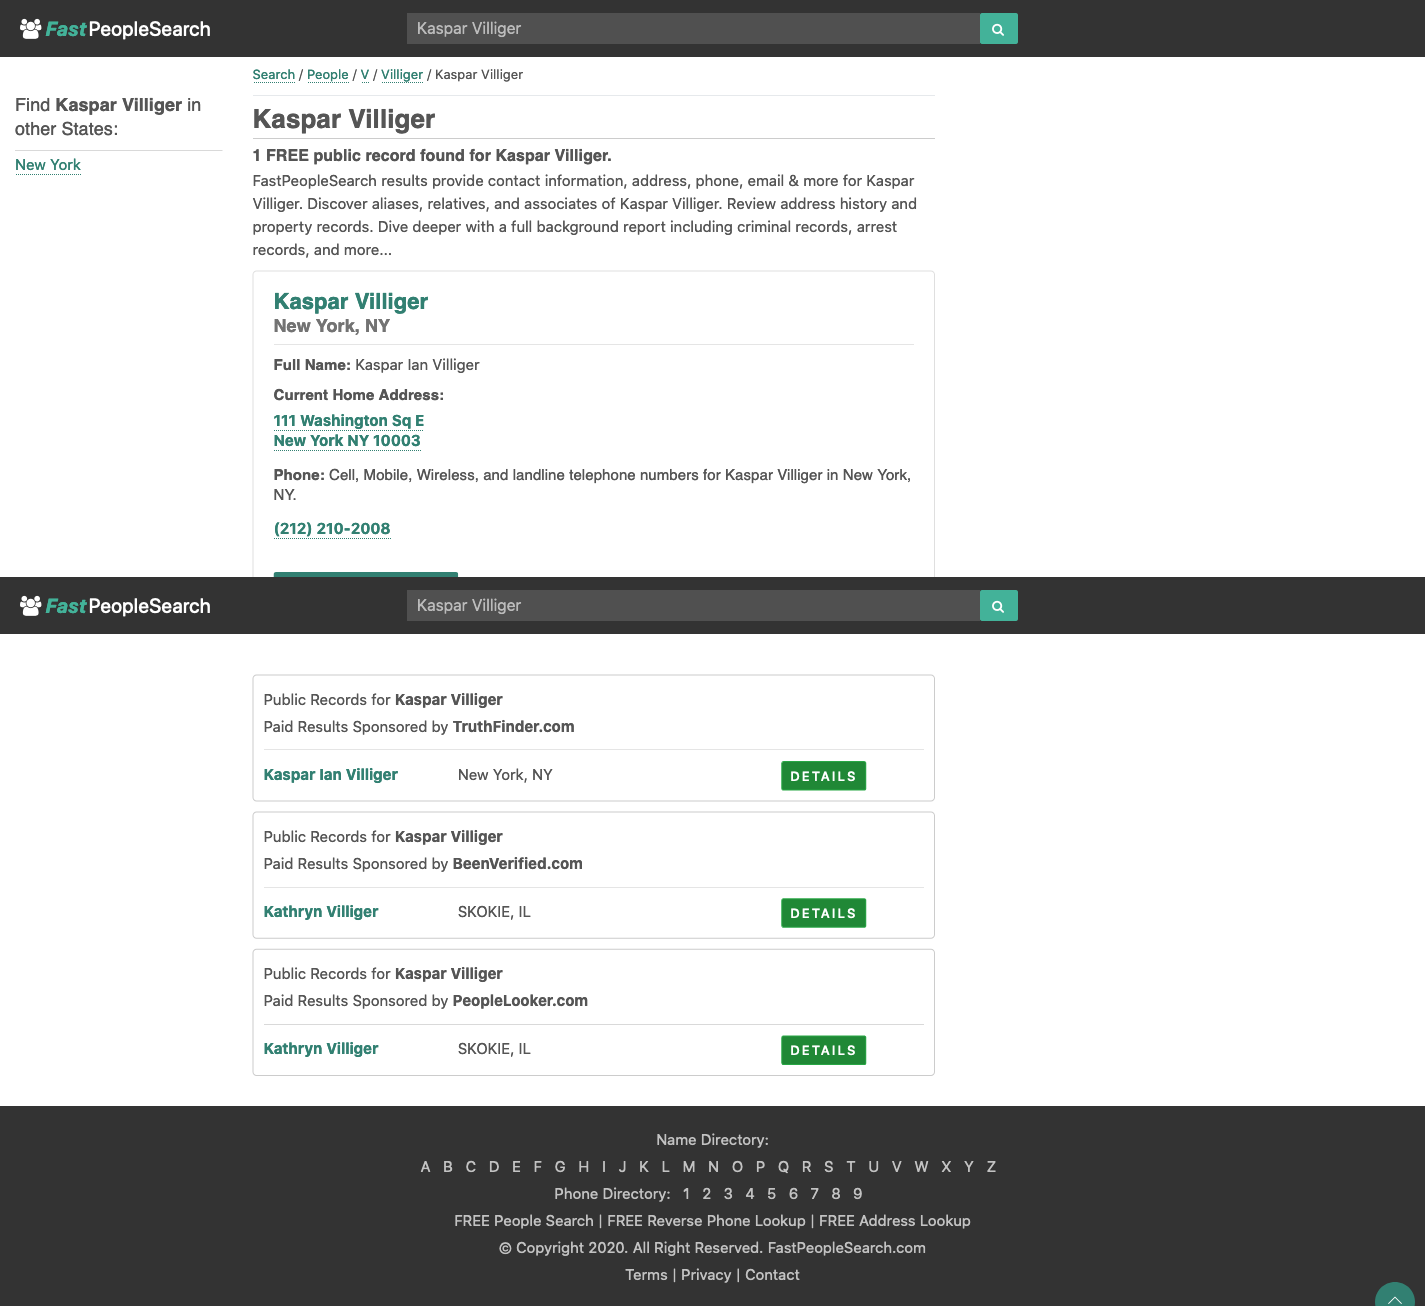 FastPeopleSearch
Kaspar Villiger
Search / People / V / Villiger / Kaspar Villiger
Find Kaspar Villiger in
other States:
New York
Kaspar Villiger
1 FREE public record found for Kaspar Villiger.
FastPeopleSearch results provide contact information, address, phone, email & more for Kaspar
Villiger. Discover aliases, relatives, and associates of Kaspar Villiger. Review address history and
property records. Dive deeper with a full background report including criminal records, arrest
records, and more...
Kaspar Villiger
New York, NY
Full Name: Kaspar Ian Villiger
Current Home Address:
111 Washington Sq E
New York NY 10003
Phone: Cell, Mobile, Wireless, and landline telephone numbers for Kaspar Villiger in New York,
NY.
(212) 210-2008
FastPeopleSearch
Kaspar Villiger
Public Records for Kaspar Villiger
Paid Results Sponsored by TruthFinder.com
Kaspar Ian Villiger New York, NY DETAILS
Public Records for Kaspar Villiger
Paid Results Sponsored by BeenVerified.com
Kathryn Villiger SKOKIE, IL DETAILS
Public Records for Kaspar Villiger
Paid Results Sponsored by PeopleLooker.com
Kathryn Villiger SKOKIE, IL DETAILS
Name Directory:
A B C D E F G H I J K L M N O P Q R S T U V W X Y Z
Phone Directory: 1 2 3 4 5 6 7 8 9
FREE People Search | FREE Reverse Phone Lookup | FREE Address Lookup
© Copyright 2020. All Right Reserved. FastPeopleSearch.com
Terms | Privacy | Contact